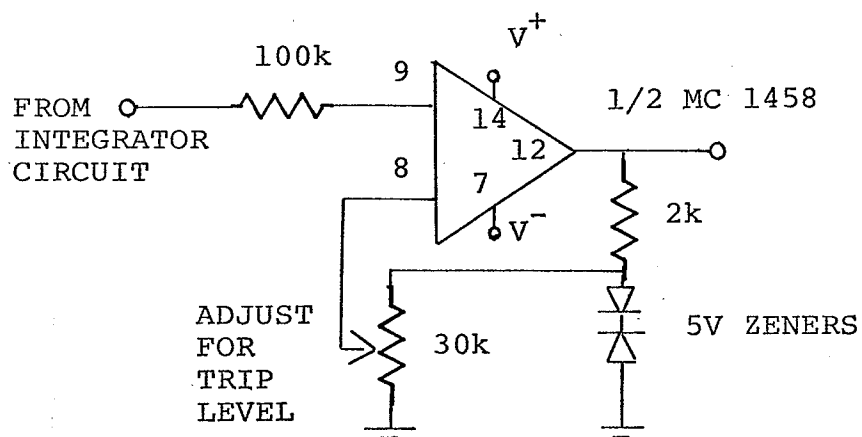 V+
100k
9
1/2 MC 1458
FROM
INTEGRATOR
CIRCUIT
14
12
8
7
V-
2k
ADJUST
FOR
TRIP
LEVEL
30k
5V ZENERS